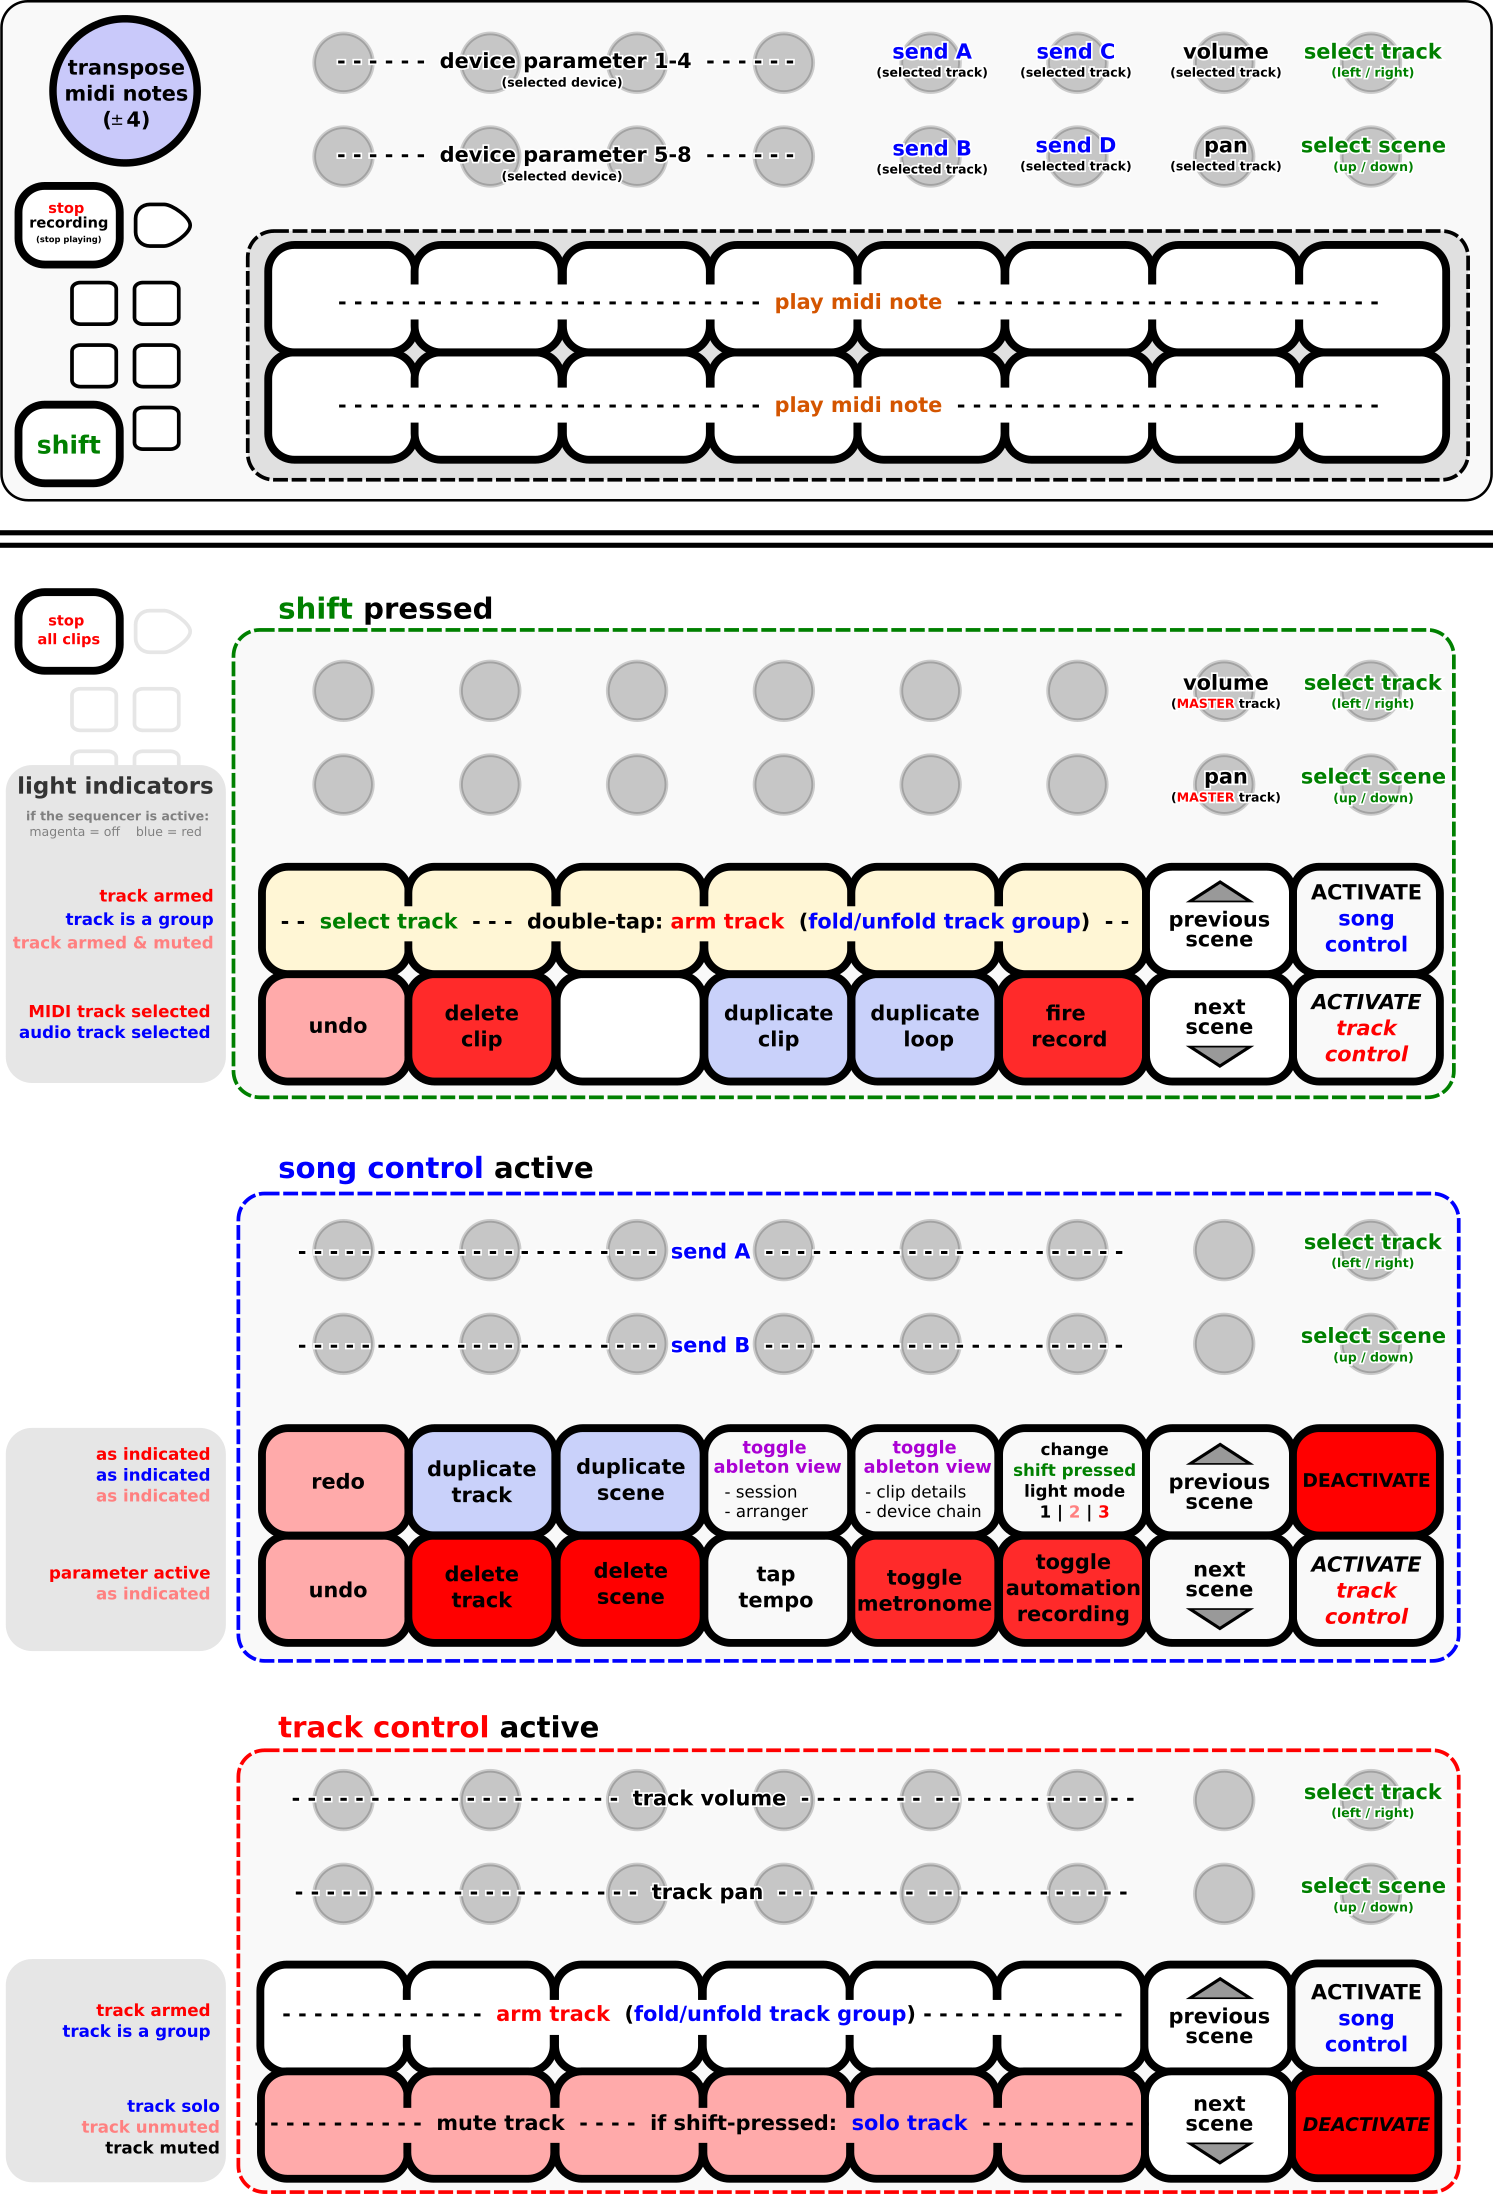 transpose
midi notes
(±4)
device parameter 1-4
(selected device)
send A
(selected track)
send C
(selected track)
volume
(selected track)
select track
(left / right)
device parameter 5-8
(selected device)
send B
(selected track)
send D
(selected track)
pan
(selected track)
select scene
(up / down)
stop
recording
(stop playing)
play midi note
play midi note
shift
stop
all clips
shift pressed
volume
(MASTER track)
select track
(left / right)
pan
(MASTER track)
select scene
(up / down)
light indicators
if the sequencer is active:
magenta = off blue = red
track armed
track is a group
track armed & muted
MIDI track selected
audio track selected
-- select track --- double-tap: arm track (fold/unfold track group) --
previous
scene
ACTIVATE
song
control
undo
delete
clip
duplicate
clip
duplicate
loop
fire
record
next
scene
ACTIVATE
track
control
song control active
send A
select track
(left / right)
send B
select scene
(up / down)
as indicated
as indicated
as indicated
parameter active
as indicated
redo
duplicate
track
duplicate
scene
toggle
ableton view
- session
- arranger
toggle
ableton view
- clip details
- device chain
change
shift pressed
light mode
1 | 2 | 3
previous
scene
DEACTIVATE
undo
delete
track
delete
scene
tap
tempo
toggle
metronome
toggle
automation
recording
next
scene
ACTIVATE
track
control
track control active
track volume
select track
(left / right)
track pan
select scene
(up / down)
track armed
track is a group
track solo
track unmuted
track muted
arm track (fold/unfold track group)
previous
scene
ACTIVATE
song
control
mute track ---- if shift-pressed: solo track
next
scene
DEACTIVATE